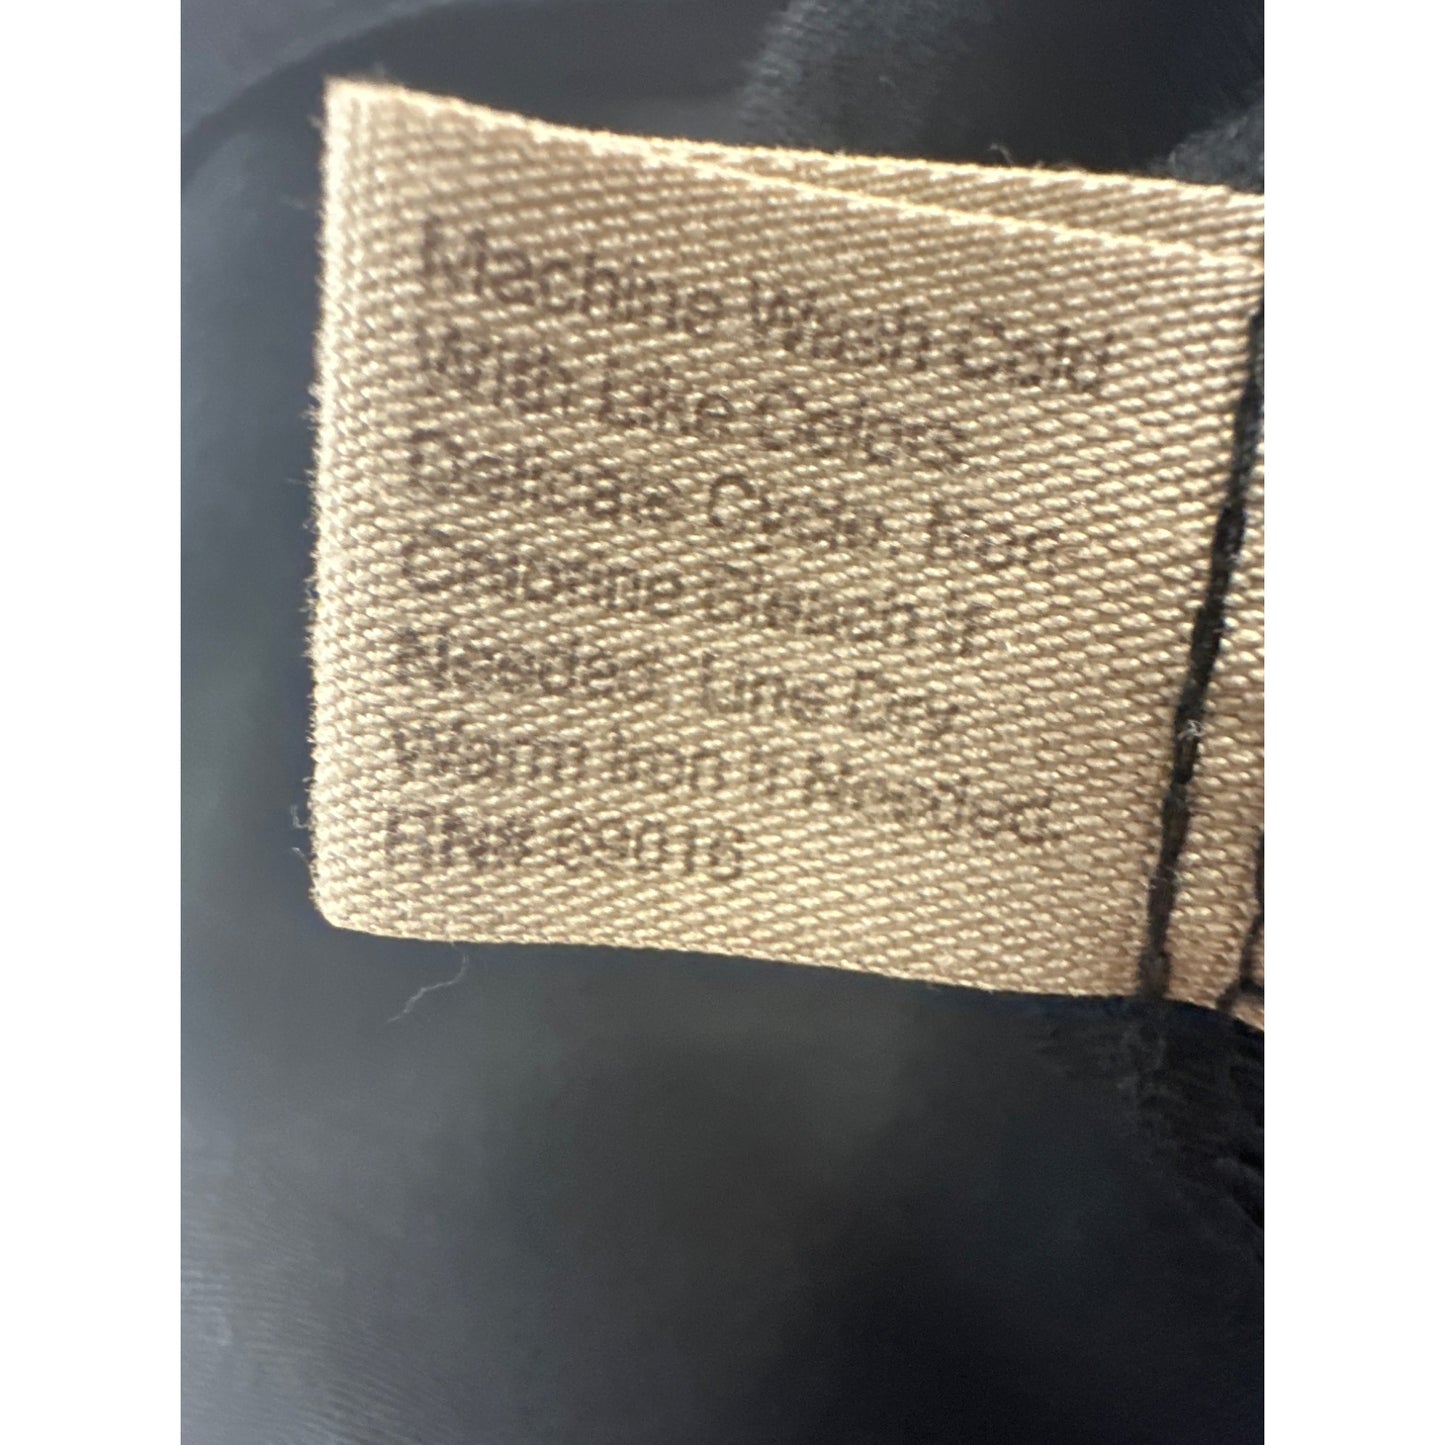 Machine Wash Cold
With Like Colors.
Delicate Cycle. Non-
Chlorine Bleach If
Needed. Line Dry
Warm Iron If Needed.
RN# 69016